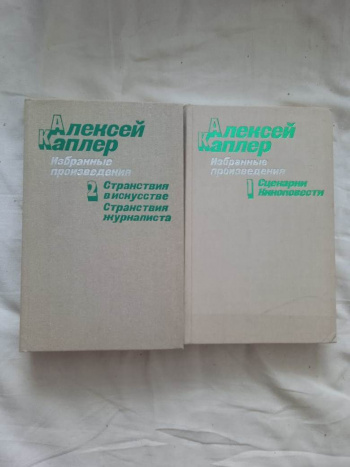 Алексей
Каплер
Избранные
произведения
2 Странствия
в искусстве
Странствия
журналиста
Алексей
Каплер
Избранные
произведения
1 Сценарии
Киноповести